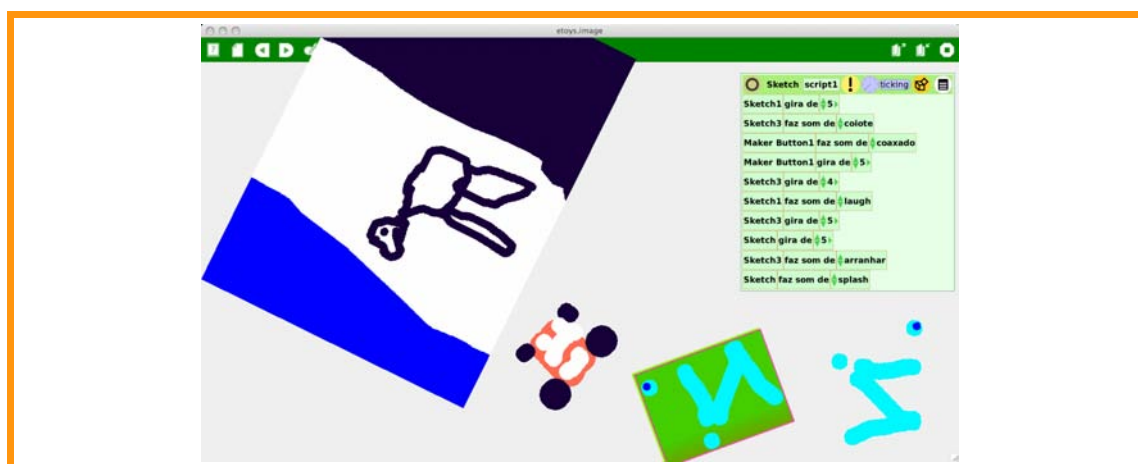 etoys.image
Sketch script1 ! ticking
Sketch1 gira de 5
Sketch3 faz som de coiote
Maker Button1 faz som de coaxado
Maker Button1 gira de 5
Sketch3 gira de 4
Sketch1 faz som de laugh
Sketch3 gira de 5
Sketch gira de 5
Sketch3 faz som de arranhar
Sketch faz som de splash